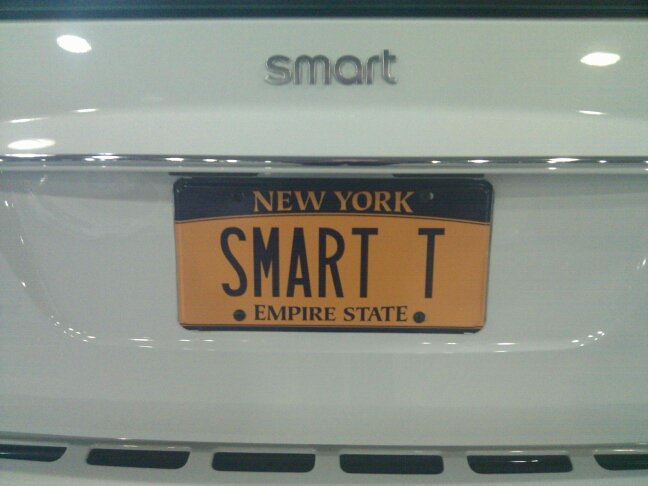 smart
NEW YORK
SMART T
EMPIRE STATE